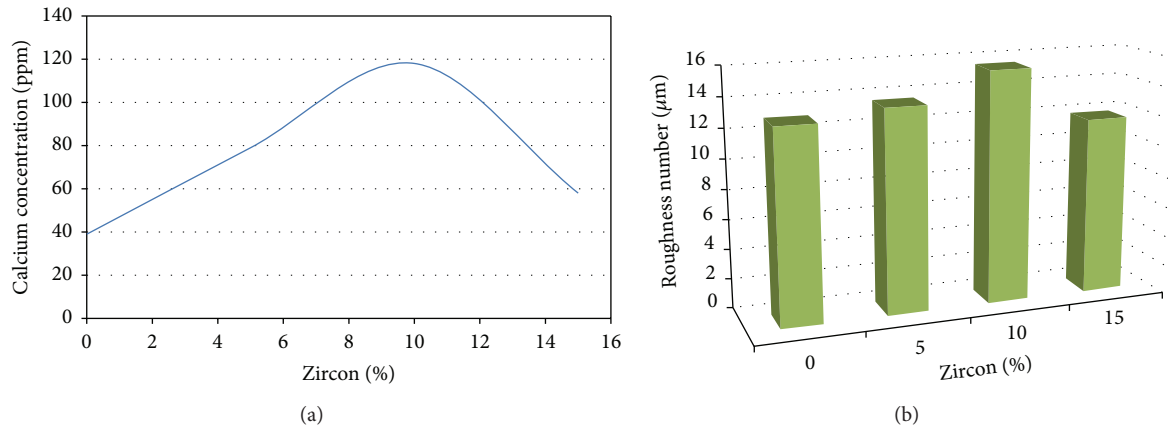 Calcium concentration (ppm)
140
120
100
80
60
40
20
0
0 2 4 6 8 10 12 14 16
Zircon (%)
(a)
Roughness number (μm)
16
14
12
10
8
6
4
2
0
0 5 10 15
Zircon (%)
(b)